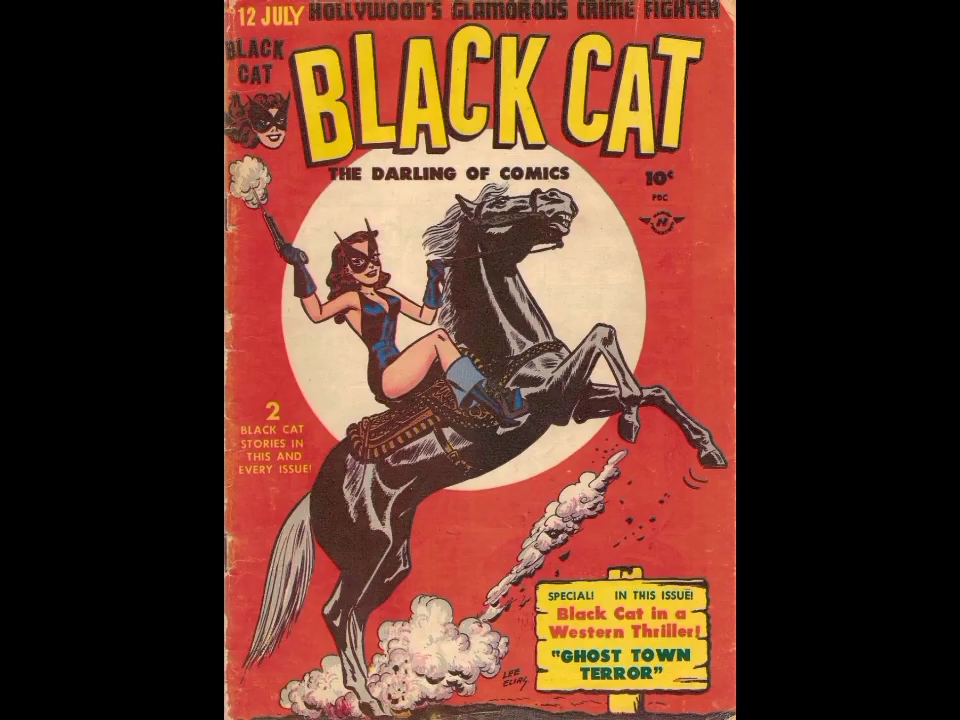 12 JULY HOLLYWOOD'S GLAMOROUS CRIME FIGHTER
BLACK
CAT
BLACK CAT
THE DARLING OF COMICS
10¢
PDC
H
2
BLACK CAT
STORIES IN
THIS AND
EVERY ISSUE!
SPECIAL! IN THIS ISSUE!
Black Cat in a
Western Thriller!
"GHOST TOWN
TERROR"
LEE
ELIAS